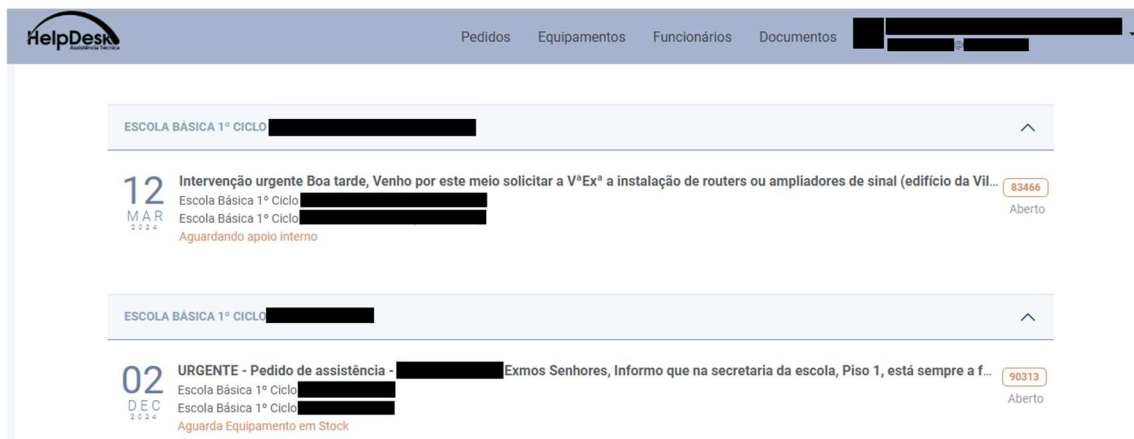 HelpDesk
Assistência Técnica
Pedidos Equipamentos Funcionários Documentos
@
ESCOLA BÁSICA 1º CICLO
12
MAR
2024
Intervenção urgente Boa tarde, Venho por este meio solicitar a VªExª a instalação de routers ou ampliadores de sinal (edifício da Vil...
Escola Básica 1º Ciclo
Escola Básica 1º Ciclo
Aguardando apoio interno
83466
Aberto
ESCOLA BÁSICA 1º CICLO
02
DEC
2024
URGENTE - Pedido de assistência - Exmos Senhores, Informo que na secretaria da escola, Piso 1, está sempre a f...
Escola Básica 1º Ciclo
Escola Básica 1º Ciclo
Aguarda Equipamento em Stock
90313
Aberto